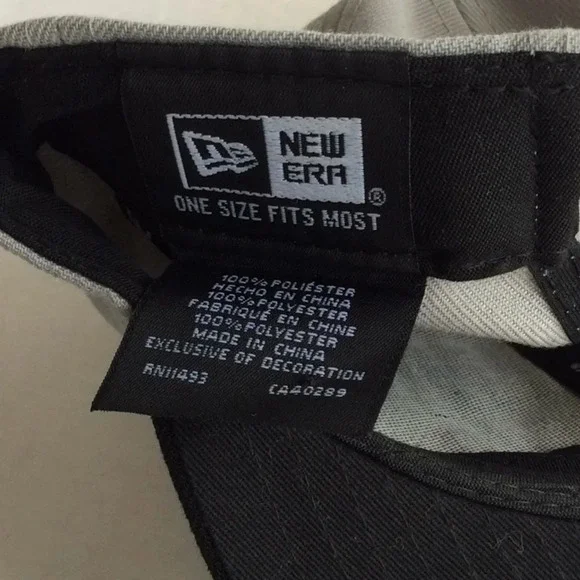 NE
NEW
ERA
®
ONE SIZE FITS MOST
100% POLIÉSTER
HECHO EN CHINA
100% POLYESTER
FABRIQUÉ EN CHINE
100% POLYESTER
MADE IN CHINA
EXCLUSIVE OF DECORATION
RN11493 CA40289